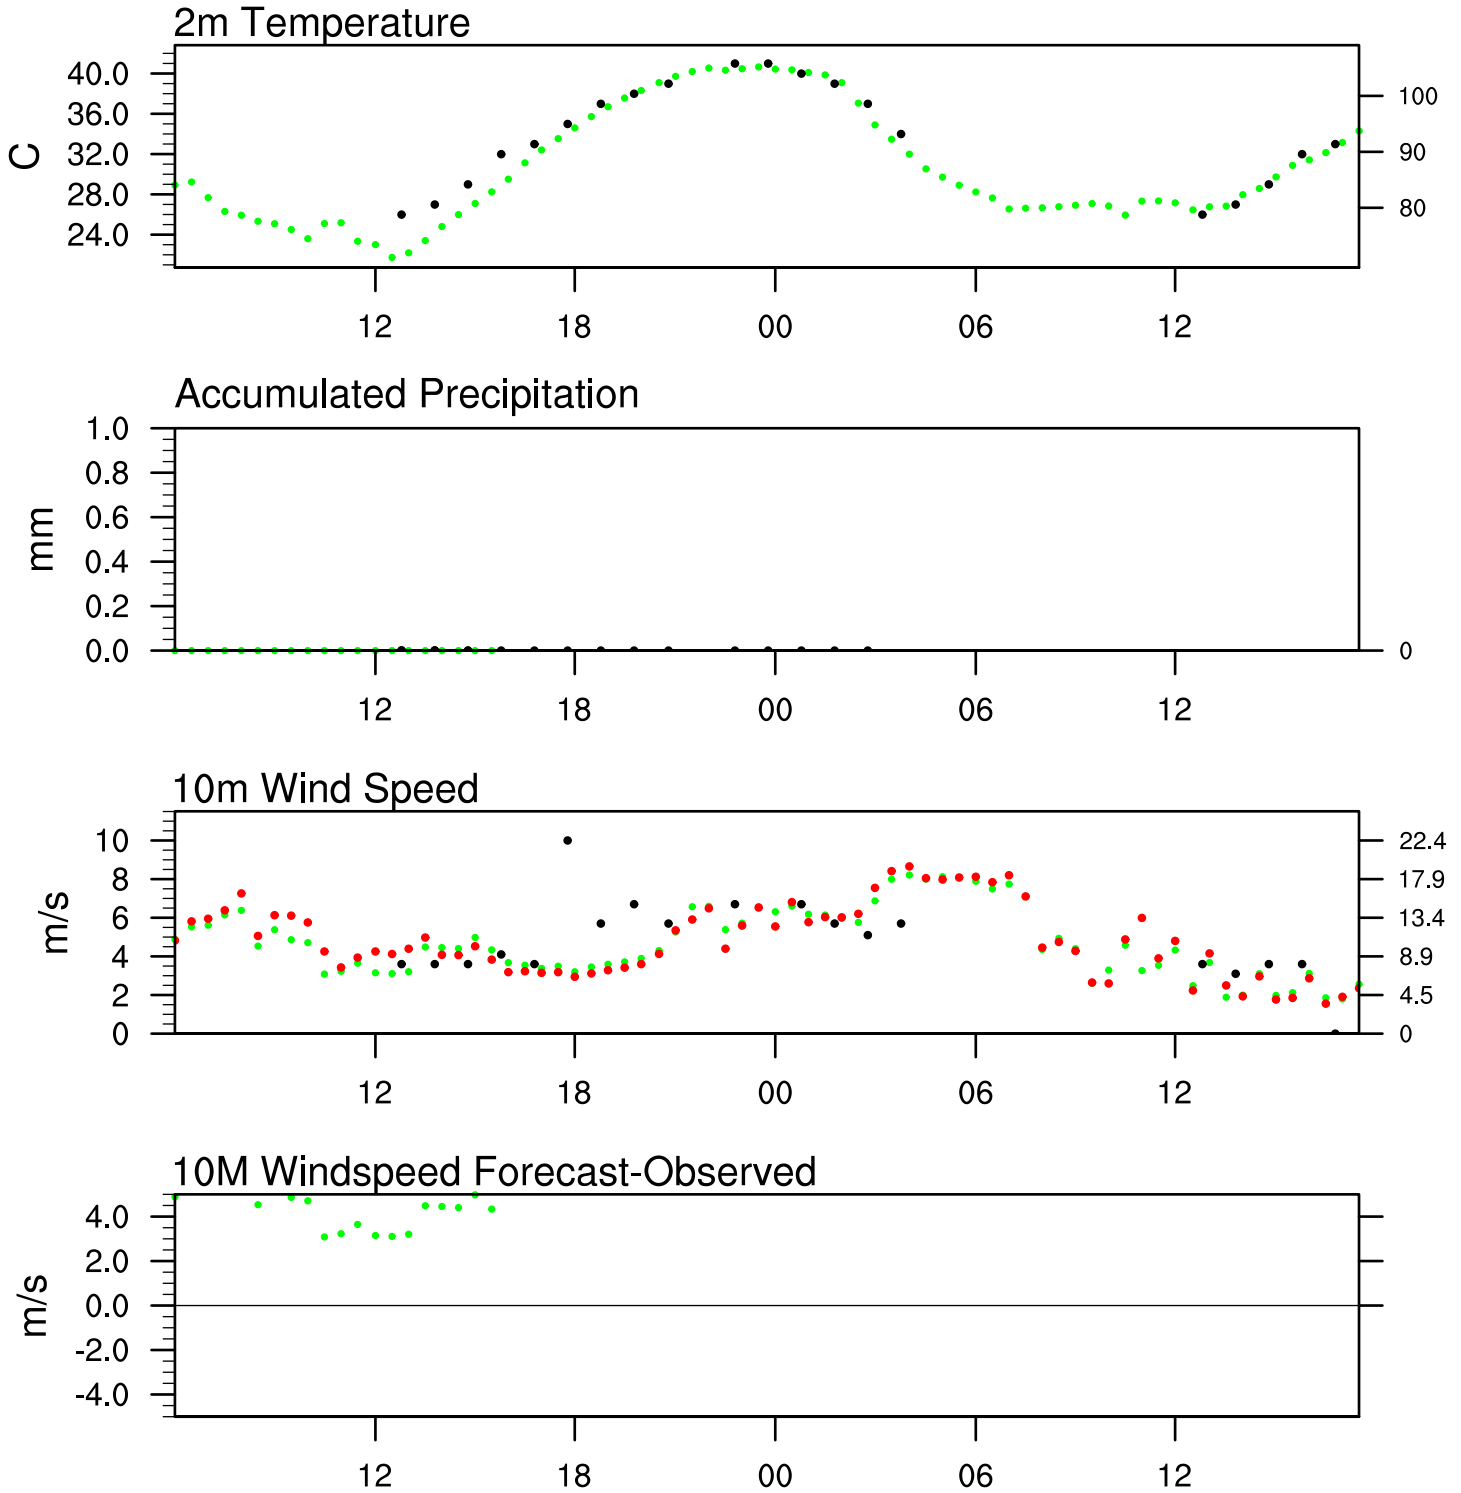 2m Temperature
40.0
36.0
32.0
28.0
24.0
C
100
90
80
12 18 00 06 12
Accumulated Precipitation
1.0
0.8
0.6
0.4
0.2
0.0
mm
0
12 18 00 06 12
10m Wind Speed
10
8
6
4
2
0
m/s
22.4
17.9
13.4
8.9
4.5
0
12 18 00 06 12
10M Windspeed Forecast-Observed
4.0
2.0
0.0
-2.0
-4.0
m/s
12 18 00 06 12